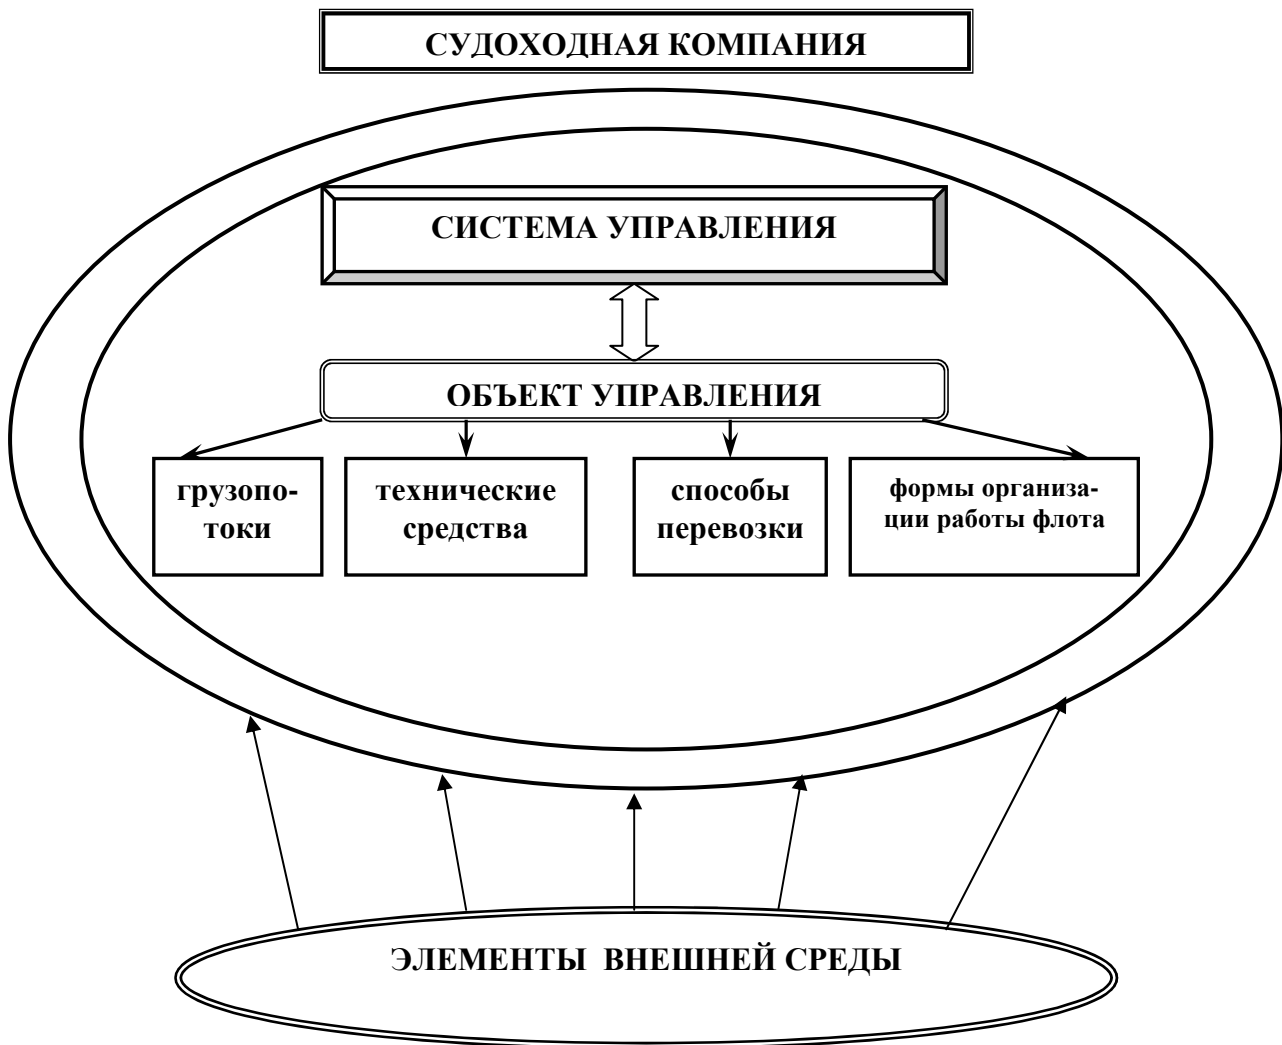 СУДОХОДНАЯ КОМПАНИЯ
СИСТЕМА УПРАВЛЕНИЯ
ОБЪЕКТ УПРАВЛЕНИЯ
грузопо-
токи
технические
средства
способы
перевозки
формы организа-
ции работы флота
ЭЛЕМЕНТЫ ВНЕШНЕЙ СРЕДЫ